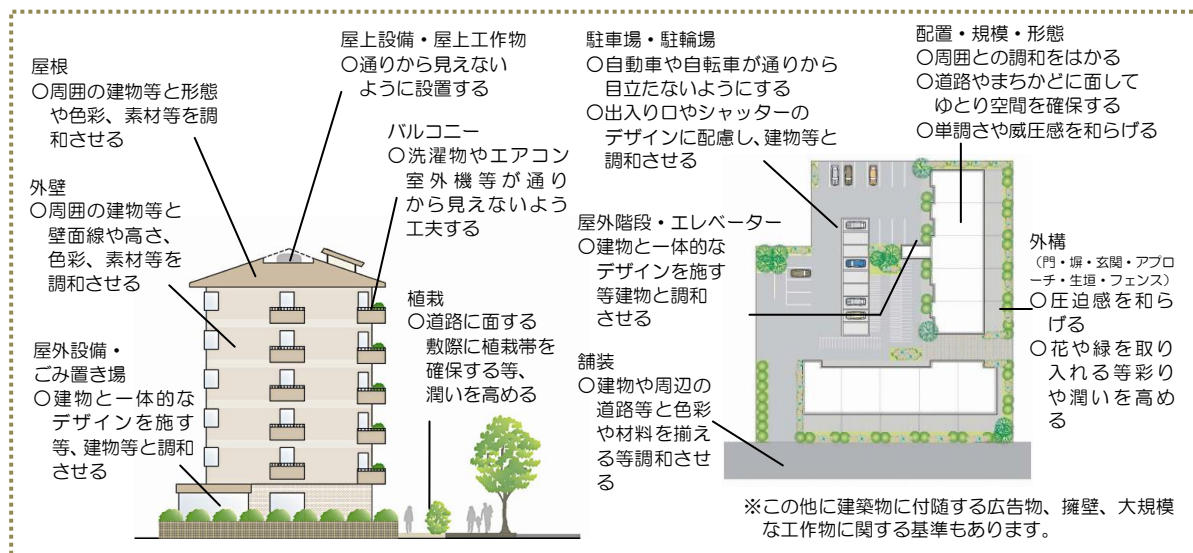 屋根
○周囲の建物等と形態
や色彩、素材等を調
和させる
外壁
○周囲の建物等と
壁面線や高さ、
色彩、素材等を
調和させる
屋外設備・
ごみ置き場
○建物と一体的な
デザインを施す
等、建物等と調和
させる
屋上設備・屋上工作物
○通りから見えない
ように設置する
バルコニー
○洗濯物やエアコン
室外機等が通り
から見えないよう
工夫する
植栽
○道路に面する
敷際に植栽帯を
確保する等、
潤いを高める
駐車場・駐輪場
○自動車や自転車が通りから
目立たないようにする
○出入り口やシャッターの
デザインに配慮し、建物等と
調和させる
屋外階段・エレベーター
○建物と一体的な
デザインを施す
等建物と調和
させる
舗装
○建物や周辺の
道路等と色彩
や材料を揃え
る等調和させ
る
配置・規模・形態
○周囲との調和をはかる
○道路やまちかどに面して
ゆとり空間を確保する
○単調さや威圧感を和らげる
外構
（門・塀・玄関・アプロ
ーチ・生垣・フェンス）
○圧迫感を和ら
げる
○花や緑を取り
入れる等彩り
や潤いを高め
る
※この他に建築物に付随する広告物、擁壁、大規模
な工作物に関する基準もあります。